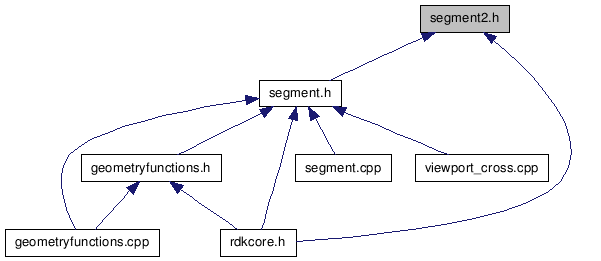 segment2.h
segment.h
geometryfunctions.h
segment.cpp
viewport_cross.cpp
geometryfunctions.cpp
rdkcore.h